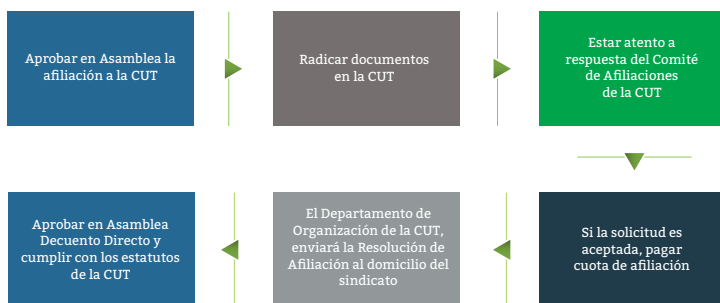 Aprobar en Asamblea la
afiliación a la CUT
Radicar documentos
en la CUT
Estar atento a
respuesta del Comité
de Afiliaciones
de la CUT
Si la solicitud es
aceptada, pagar
cuota de afiliación
El Departamento de
Organización de la CUT,
enviará la Resolución de
Afiliación al domicilio del
sindicato
Aprobar en Asamblea
Decuento Directo y
cumplir con los estatutos
de la CUT